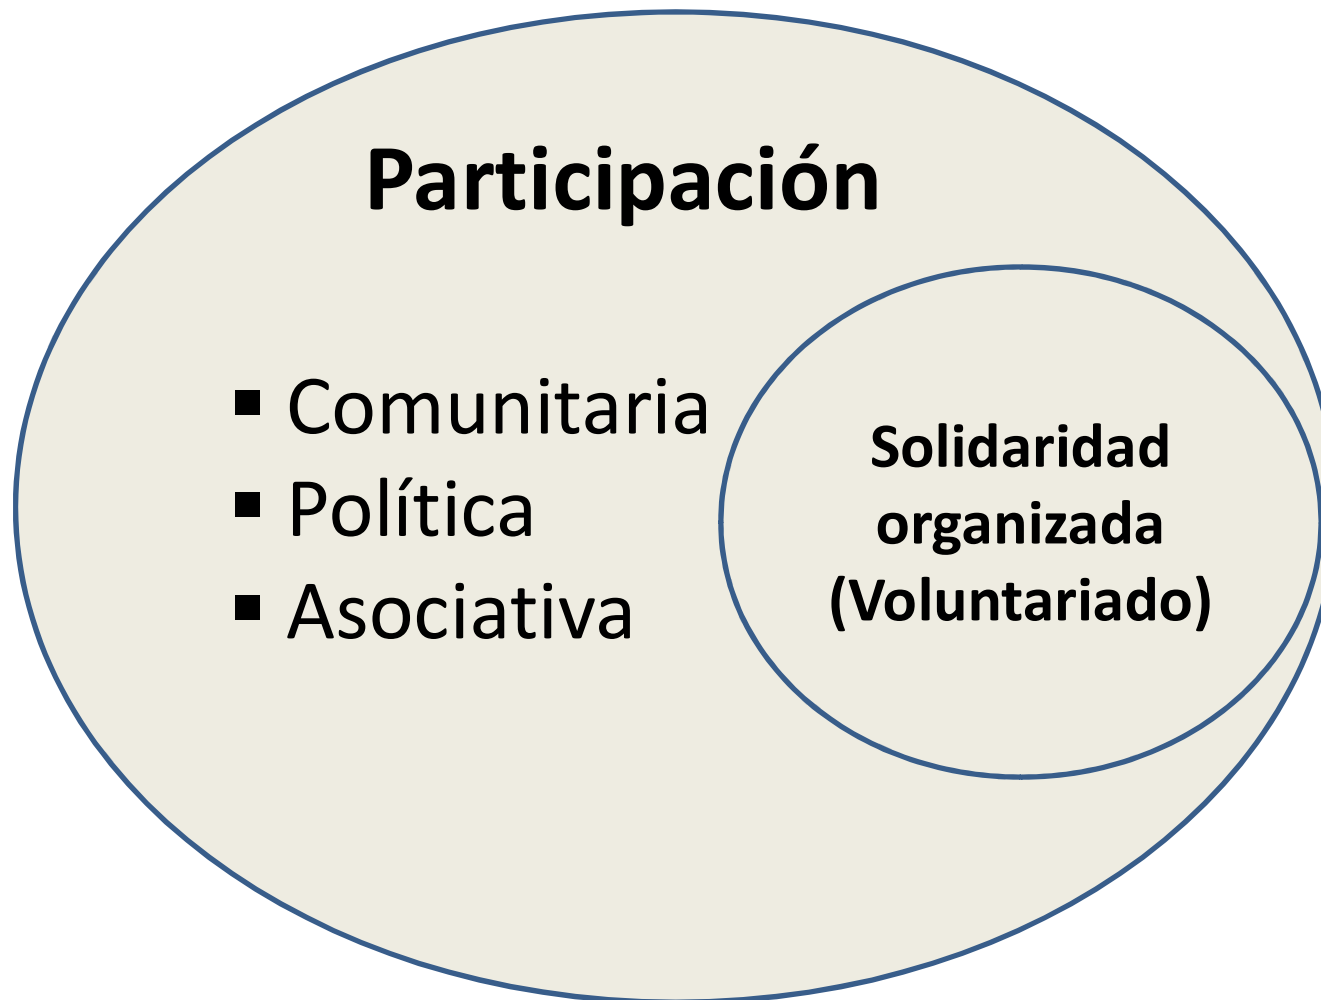 Participación
▪ Comunitaria
▪ Política
▪ Asociativa
Solidaridad
organizada
(Voluntariado)